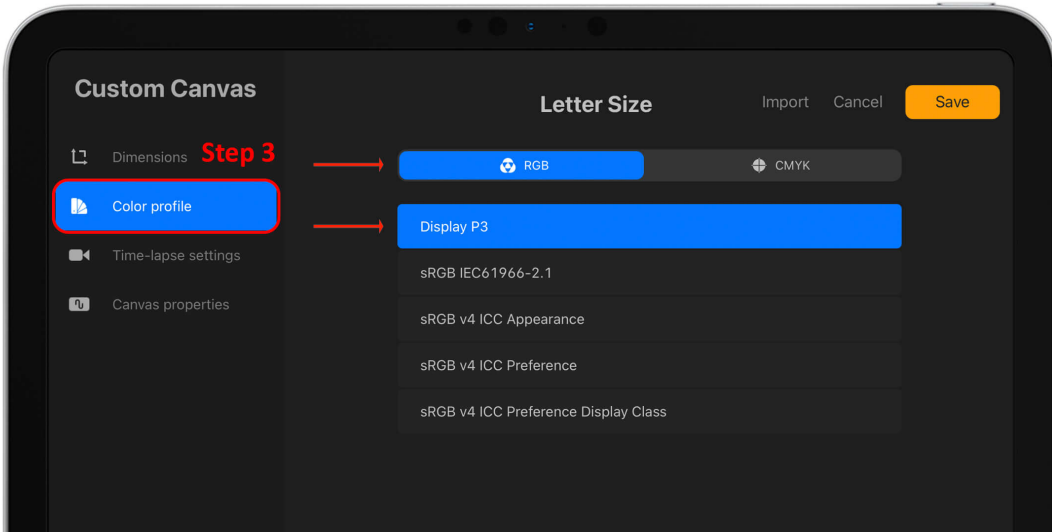 Custom Canvas
Letter Size
Import
Cancel
Save
Dimensions
Step 3
Color profile
Time-lapse settings
Canvas properties
RGB
CMYK
Display P3
sRGB IEC61966-2.1
sRGB v4 ICC Appearance
sRGB v4 ICC Preference
sRGB v4 ICC Preference Display Class